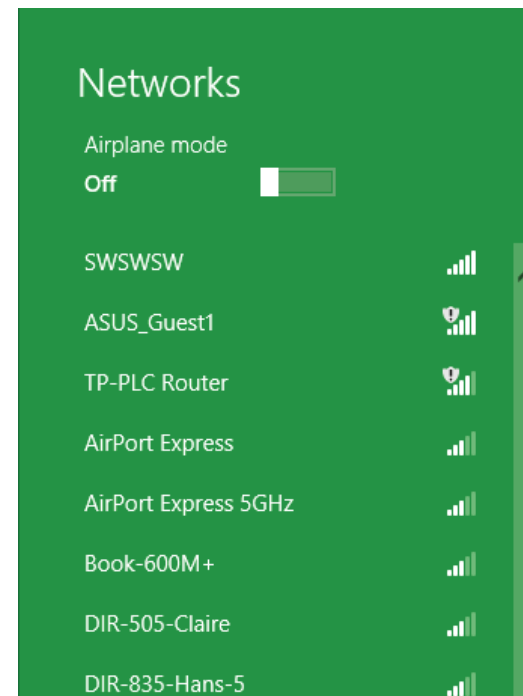 Networks
Airplane mode
Off
SWSWSW
ASUS_Guest1
TP-PLC Router
AirPort Express
AirPort Express 5GHz
Book-600M+
DIR-505-Claire
DIR-835-Hans-5